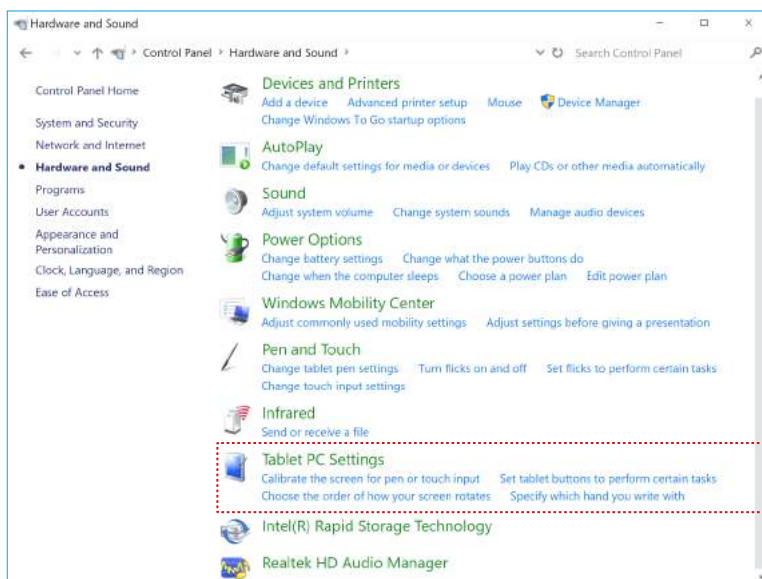 Hardware and Sound
Control Panel > Hardware and Sound >
Search Control Panel
Control Panel Home
System and Security
Network and Internet
Hardware and Sound
Programs
User Accounts
Appearance and
Personalization
Clock, Language, and Region
Ease of Access
Devices and Printers
Add a device Advanced printer setup Mouse Device Manager
Change Windows To Go startup options
AutoPlay
Change default settings for media or devices Play CDs or other media automatically
Sound
Adjust system volume Change system sounds Manage audio devices
Power Options
Change battery settings Change what the power buttons do
Change when the computer sleeps Choose a power plan Edit power plan
Windows Mobility Center
Adjust commonly used mobility settings Adjust settings before giving a presentation
Pen and Touch
Change tablet pen settings Turn flicks on and off Set flicks to perform certain tasks
Change touch input settings
Infrared
Send or receive a file
Tablet PC Settings
Calibrate the screen for pen or touch input Set tablet buttons to perform certain tasks
Choose the order of how your screen rotates Specify which hand you write with
Intel(R) Rapid Storage Technology
Realtek HD Audio Manager